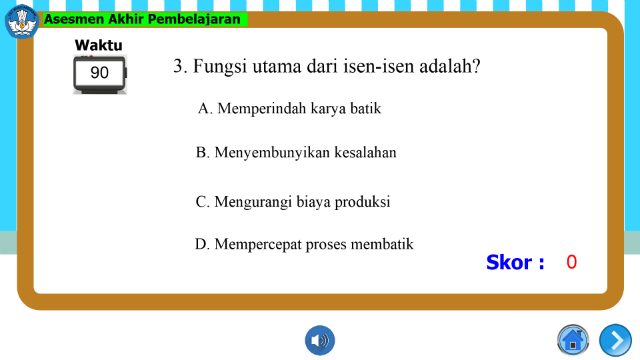 Asesmen Akhir Pembelajaran
Waktu
90
3. Fungsi utama dari isen-isen adalah?
A. Memperindah karya batik
B. Menyembunyikan kesalahan
C. Mengurangi biaya produksi
D. Mempercepat proses membatik
Skor : 0